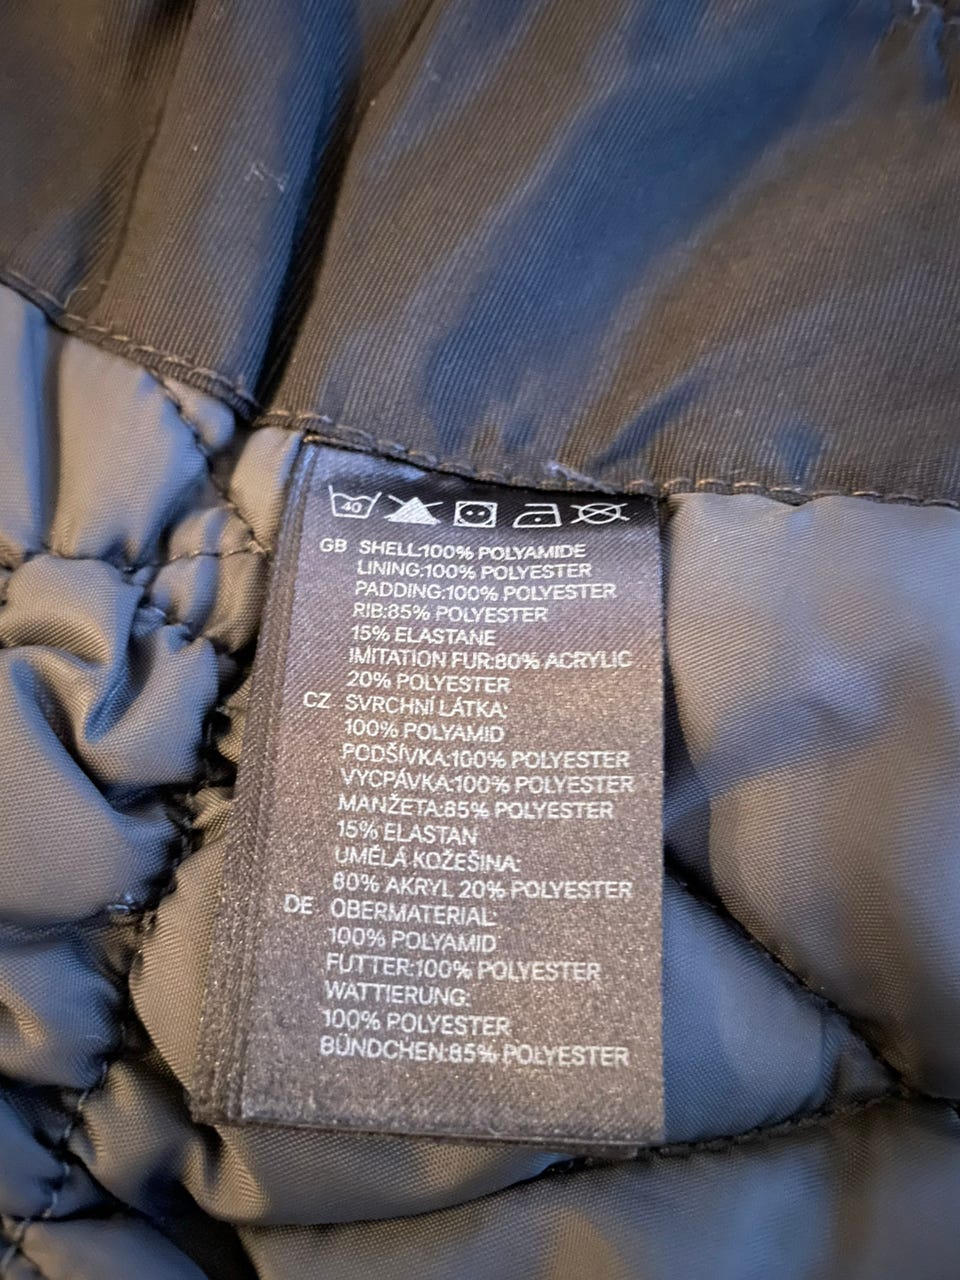 40
GB SHELL:100% POLYAMIDE
LINING:100% POLYESTER
PADDING:100% POLYESTER
RIB:85% POLYESTER
15% ELASTANE
IMITATION FUR:80% ACRYLIC
20% POLYESTER
CZ SVRCHNÍ LÁTKA:
100% POLYAMID
PODŠÍVKA:100% POLYESTER
VYCPÁVKA:100% POLYESTER
MANŽETA:85% POLYESTER
15% ELASTAN
UMĚLÁ KOŽEŠINA:
80% AKRYL 20% POLYESTER
DE OBERMATERIAL:
100% POLYAMID
FUTTER:100% POLYESTER
WATTIERUNG:
100% POLYESTER
BÜNDCHEN:85% POLYESTER